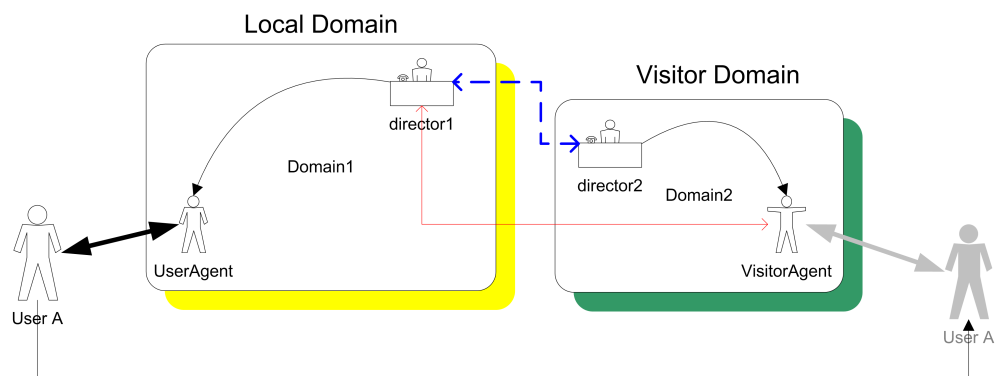 Local Domain
Visitor Domain
director1
Domain1
director2
Domain2
UserAgent
VisitorAgent
User A
User A